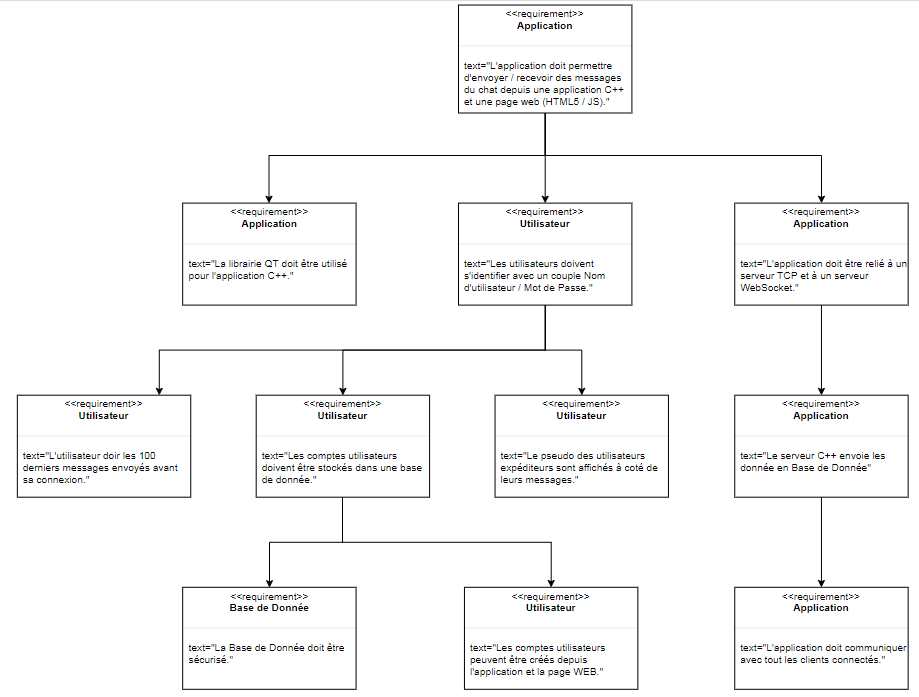 <<requirement>>
Application
text="L'application doit permettre
d'envoyer / recevoir des messages
du chat depuis une application C++
et une page web (HTML5 / JS)."
<<requirement>>
Application
text="La librairie QT doit être utilisé
pour l'application C++."
<<requirement>>
Utilisateur
text="Les utilisateurs doivent
s'identifier avec un couple Nom
d'utilisateur / Mot de Passe."
<<requirement>>
Application
text="L'application doit être relié à un
serveur TCP et à un serveur
WebSocket."
<<requirement>>
Utilisateur
text="L'utilisateur doir les 100
derniers messages envoyés avant
sa connexion."
<<requirement>>
Utilisateur
text="Les comptes utilisateurs
doivent être stockés dans une base
de donnée."
<<requirement>>
Utilisateur
text="Le pseudo des utilisateurs
expéditeurs sont affichés à coté de
leurs messages."
<<requirement>>
Application
text="Le serveur C++ envoie les
donnée en Base de Donnée"
<<requirement>>
Base de Donnée
text="La Base de Donnée doit être
sécurisé."
<<requirement>>
Utilisateur
text="Les comptes utilisateurs
peuvent être créés depuis
l'application et la page WEB."
<<requirement>>
Application
text="L'application doit communiquer
avec tout les clients connectés."